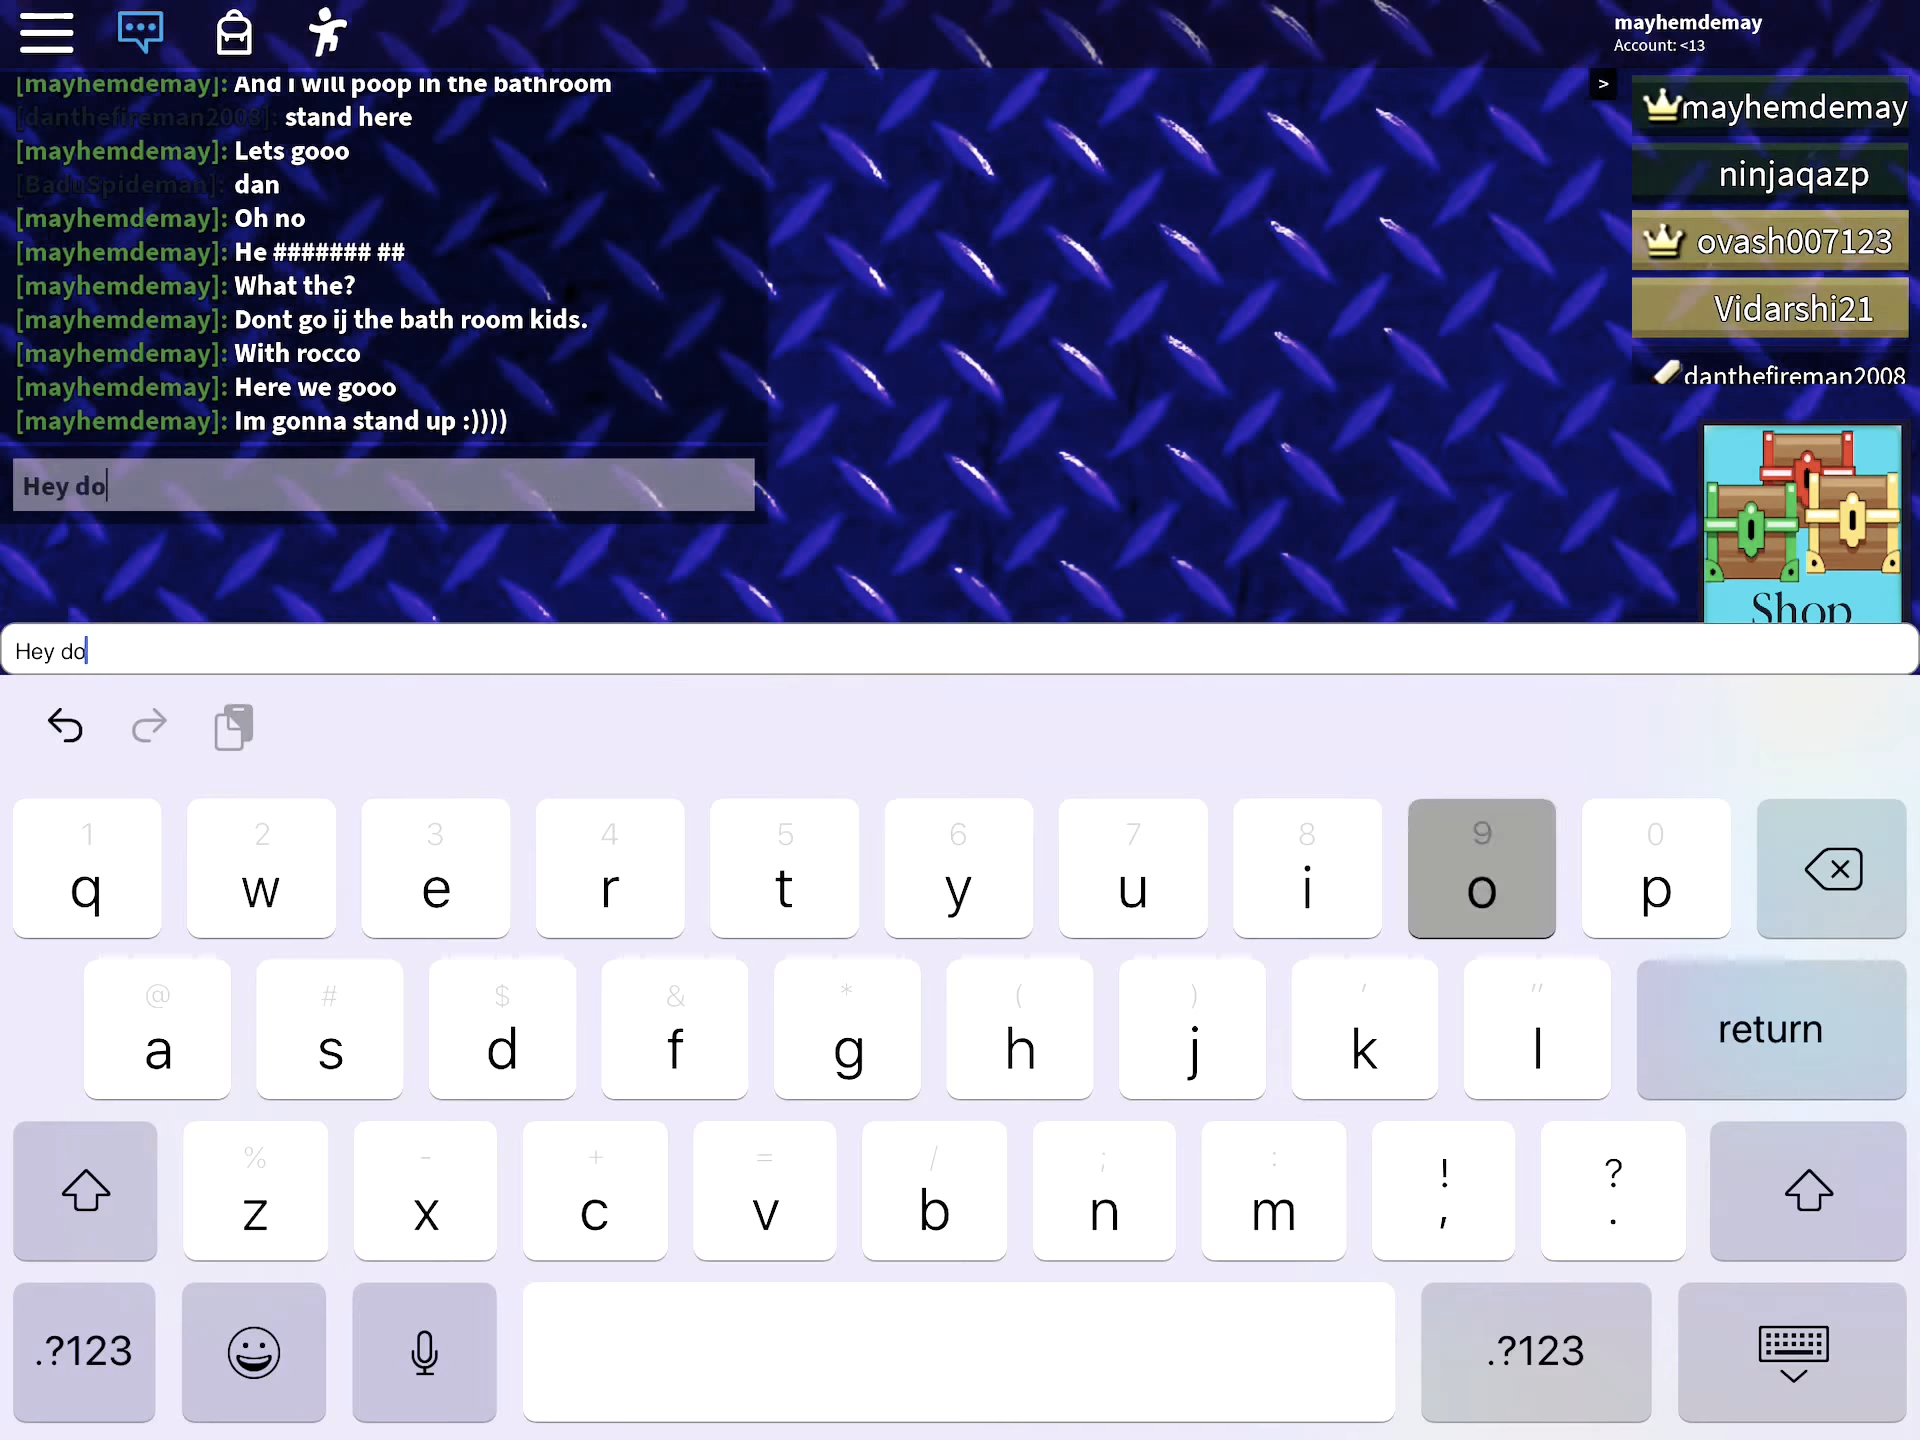 mayhemdemay
Account: <13
[mayhemdemay]: And I will poop in the bathroom
[danthefireman2008]: stand here
[mayhemdemay]: Lets gooo
[BaduSpideman]: dan
[mayhemdemay]: Oh no
[mayhemdemay]: He ####### ##
[mayhemdemay]: What the?
[mayhemdemay]: Dont go ij the bath room kids.
[mayhemdemay]: With rocco
[mayhemdemay]: Here we gooo
[mayhemdemay]: Im gonna stand up :))))
Hey do
>
mayhemdemay
ninjaqazp
ovash007123
Vidarshi21
danthefireman2008
Shop
Hey do
1 2 3 4 5 6 7 8 9 0
q w e r t y u i o p
@ # $ & * ( ) ' "
a s d f g h j k l return
% - + = / ; : ! ?
z x c v b n m , .
.?123 .?123